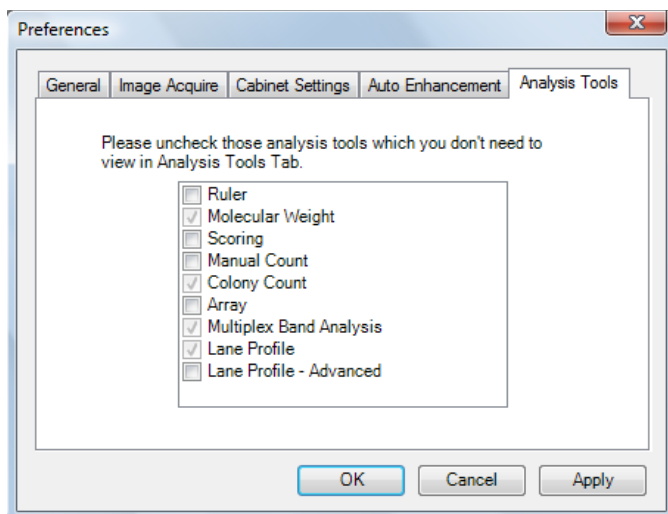 Preferences
General Image Acquire Cabinet Settings Auto Enhancement Analysis Tools
Please uncheck those analysis tools which you don't need to
view in Analysis Tools Tab.
Ruler
Molecular Weight
Scoring
Manual Count
Colony Count
Array
Multiplex Band Analysis
Lane Profile
Lane Profile - Advanced
OK Cancel Apply